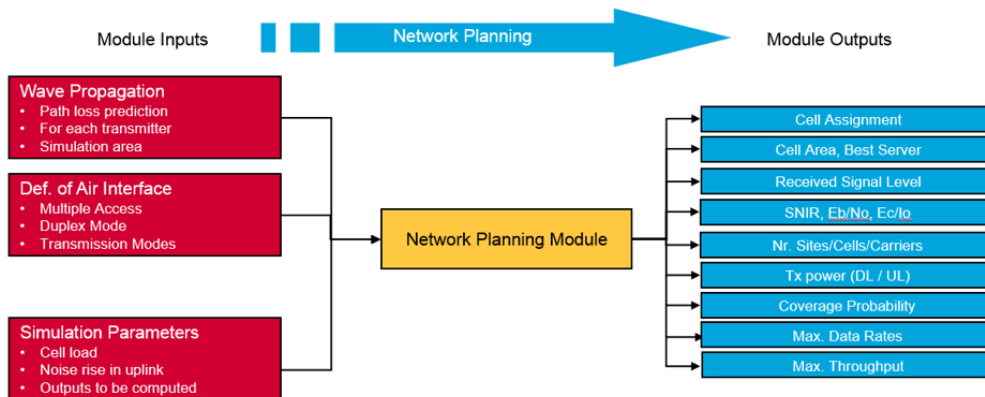 Module Inputs
Network Planning
Module Outputs
Wave Propagation
• Path loss prediction
• For each transmitter
• Simulation area
Def. of Air Interface
• Multiple Access
• Duplex Mode
• Transmission Modes
Simulation Parameters
• Cell load
• Noise rise in uplink
• Outputs to be computed
Network Planning Module
Cell Assignment
Cell Area, Best Server
Received Signal Level
SNIR, Eb/No, Ec/Io
Nr. Sites/Cells/Carriers
Tx power (DL / UL)
Coverage Probability
Max. Data Rates
Max. Throughput